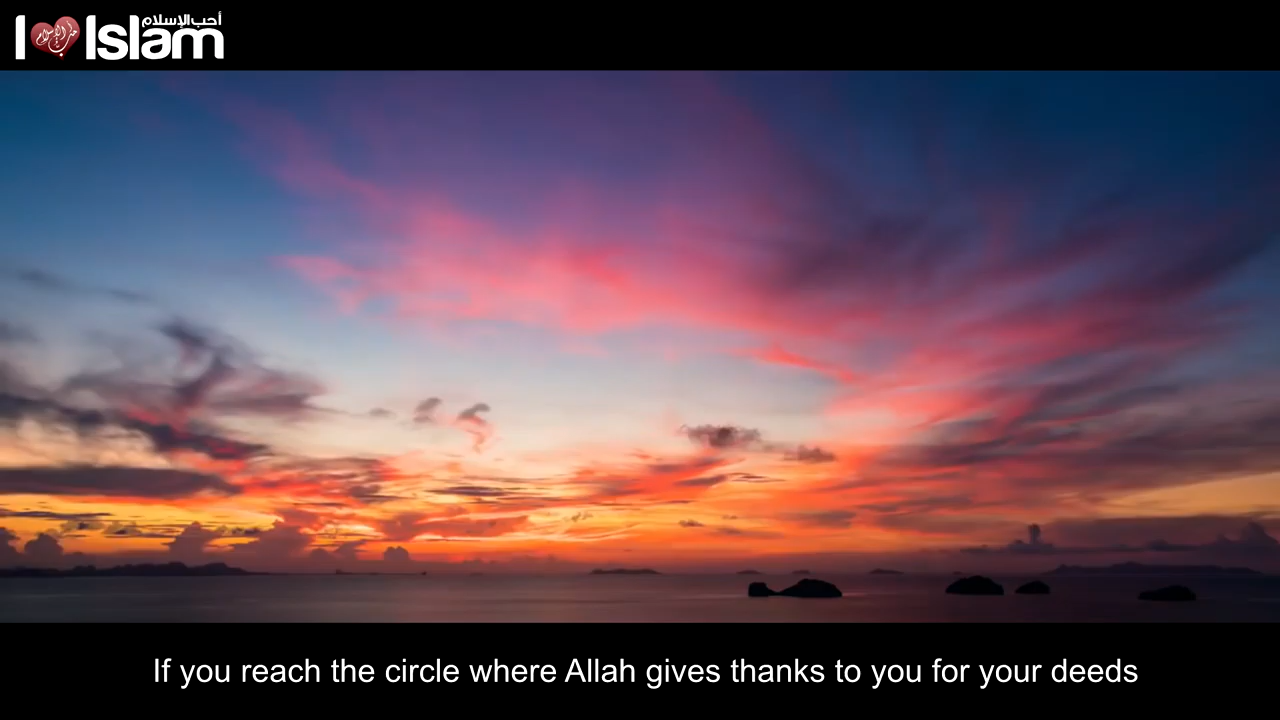 أحب الإسلام
I Islam
If you reach the circle where Allah gives thanks to you for your deeds